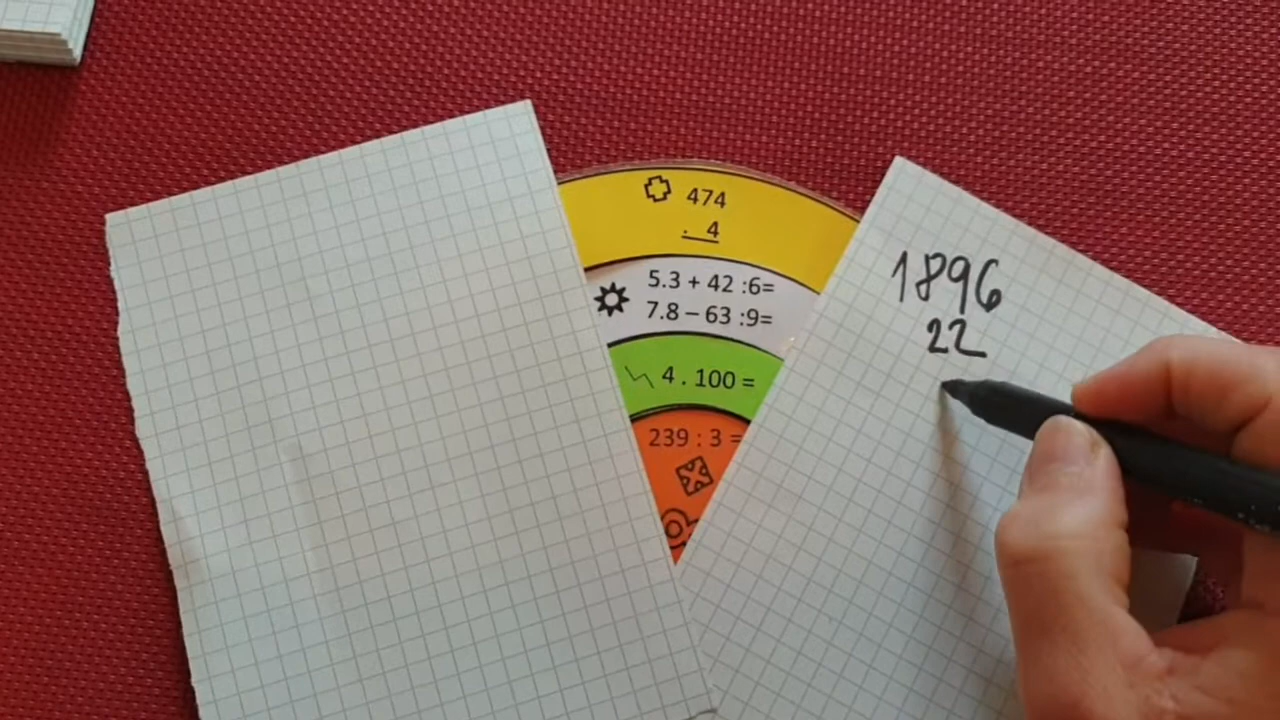 474
. 4
5.3 + 42 :6=
7.8 – 63 :9=
4 . 100 =
239 : 3 =
1896
22